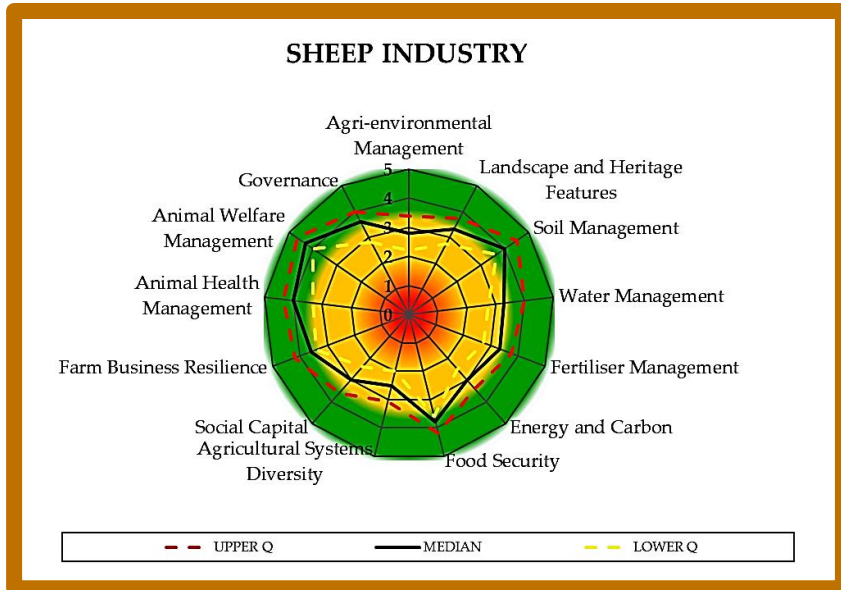 SHEEP INDUSTRY
Agri-environmental
Management
Landscape and Heritage
Features
Governance
Animal Welfare
Management
Soil Management
Animal Health
Management
Water Management
Farm Business Resilience
Fertiliser Management
Social Capital
Energy and Carbon
Agricultural Systems
Diversity
Food Security
5
4
3
2
1
0
UPPER Q
MEDIAN
LOWER Q